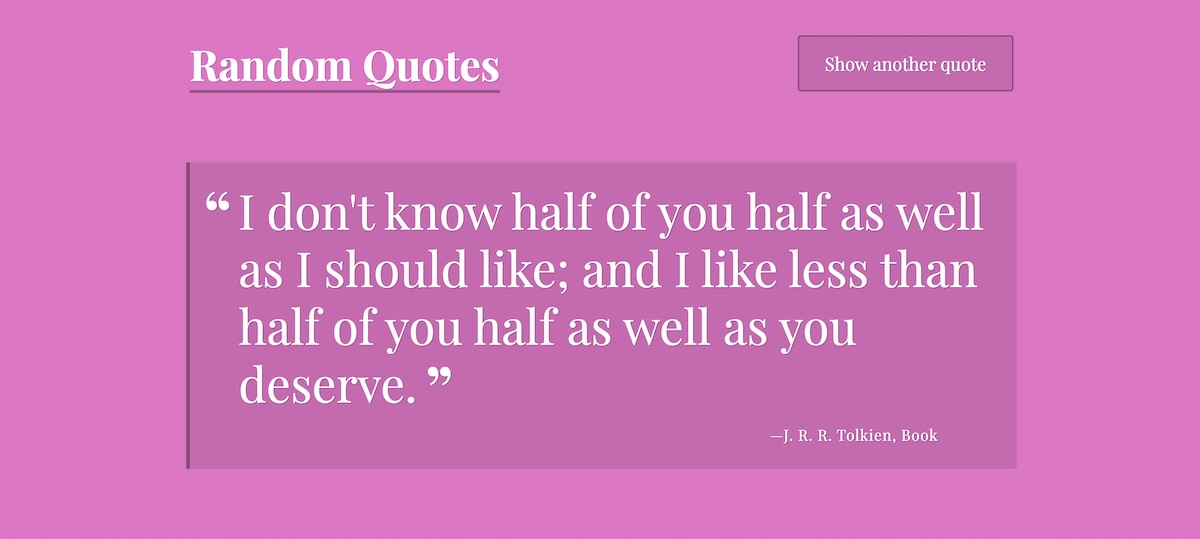 Random Quotes
Show another quote
“ I don't know half of you half as well
as I should like; and I like less than
half of you half as well as you
deserve. ”
—J. R. R. Tolkien, Book